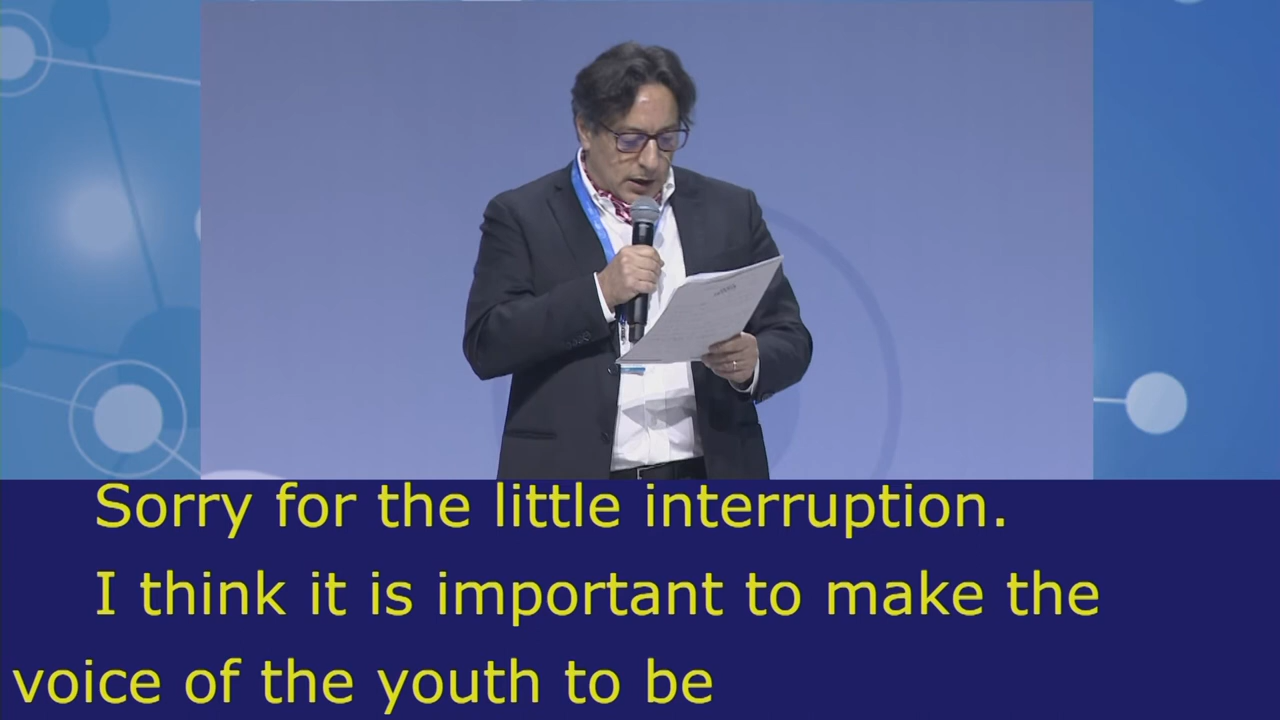 Sorry for the little interruption.
I think it is important to make the
voice of the youth to be